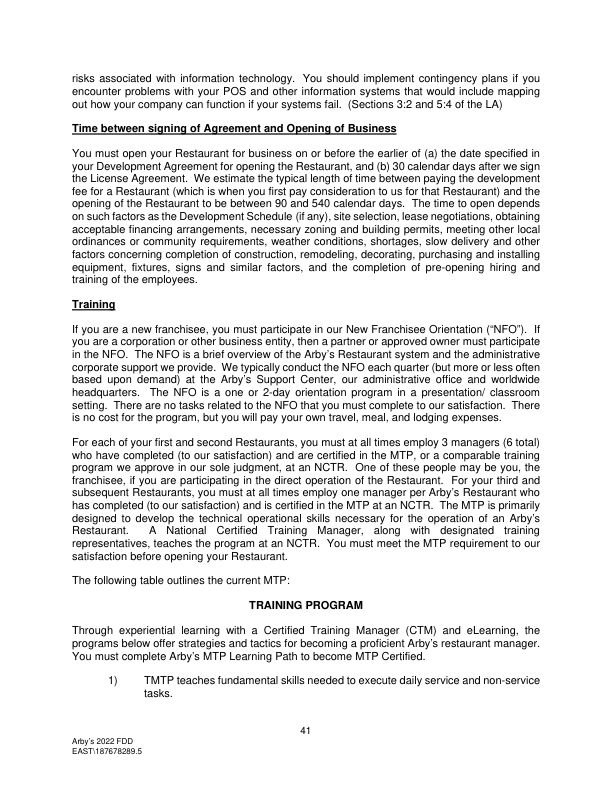 risks associated with information technology. You should implement contingency plans if you
encounter problems with your POS and other information systems that would include mapping
out how your company can function if your systems fail. (Sections 3:2 and 5:4 of the LA)
Time between signing of Agreement and Opening of Business
You must open your Restaurant for business on or before the earlier of (a) the date specified in
your Development Agreement for opening the Restaurant, and (b) 30 calendar days after we sign
the License Agreement. We estimate the typical length of time between paying the development
fee for a Restaurant (which is when you first pay consideration to us for that Restaurant) and the
opening of the Restaurant to be between 90 and 540 calendar days. The time to open depends
on such factors as the Development Schedule (if any), site selection, lease negotiations, obtaining
acceptable financing arrangements, necessary zoning and building permits, meeting other local
ordinances or community requirements, weather conditions, shortages, slow delivery and other
factors concerning completion of construction, remodeling, decorating, purchasing and installing
equipment, fixtures, signs and similar factors, and the completion of pre-opening hiring and
training of the employees.
Training
If you are a new franchisee, you must participate in our New Franchisee Orientation (“NFO”). If
you are a corporation or other business entity, then a partner or approved owner must participate
in the NFO. The NFO is a brief overview of the Arby’s Restaurant system and the administrative
corporate support we provide. We typically conduct the NFO each quarter (but more or less often
based upon demand) at the Arby’s Support Center, our administrative office and worldwide
headquarters. The NFO is a one or 2-day orientation program in a presentation/ classroom
setting. There are no tasks related to the NFO that you must complete to our satisfaction. There
is no cost for the program, but you will pay your own travel, meal, and lodging expenses.
For each of your first and second Restaurants, you must at all times employ 3 managers (6 total)
who have completed (to our satisfaction) and are certified in the MTP, or a comparable training
program we approve in our sole judgment, at an NCTR. One of these people may be you, the
franchise, if you are participating in the direct operation of the Restaurant. For your third and
subsequent Restaurants, you must at all times employ one manager per Arby’s Restaurant who
has completed (to our satisfaction) and is certified in the MTP at an NCTR. The MTP is primarily
designed to develop the technical operational skills necessary for the operation of an Arby’s
Restaurant. A National Certified Training Manager, along with designated training
representatives, teaches the program at an NCTR. You must meet the MTP requirement to our
satisfaction before opening your Restaurant.
The following table outlines the current MTP:
TRAINING PROGRAM
Through experiential learning with a Certified Training Manager (CTM) and eLearning, the
programs below offer strategies and tactics for becoming a proficient Arby’s restaurant manager.
You must complete Arby’s MTP Learning Path to become MTP Certified.
1) TMTP teaches fundamental skills needed to execute daily service and non-service
tasks.
41
Arby’s 2022 FDD
EAST\187678289.5